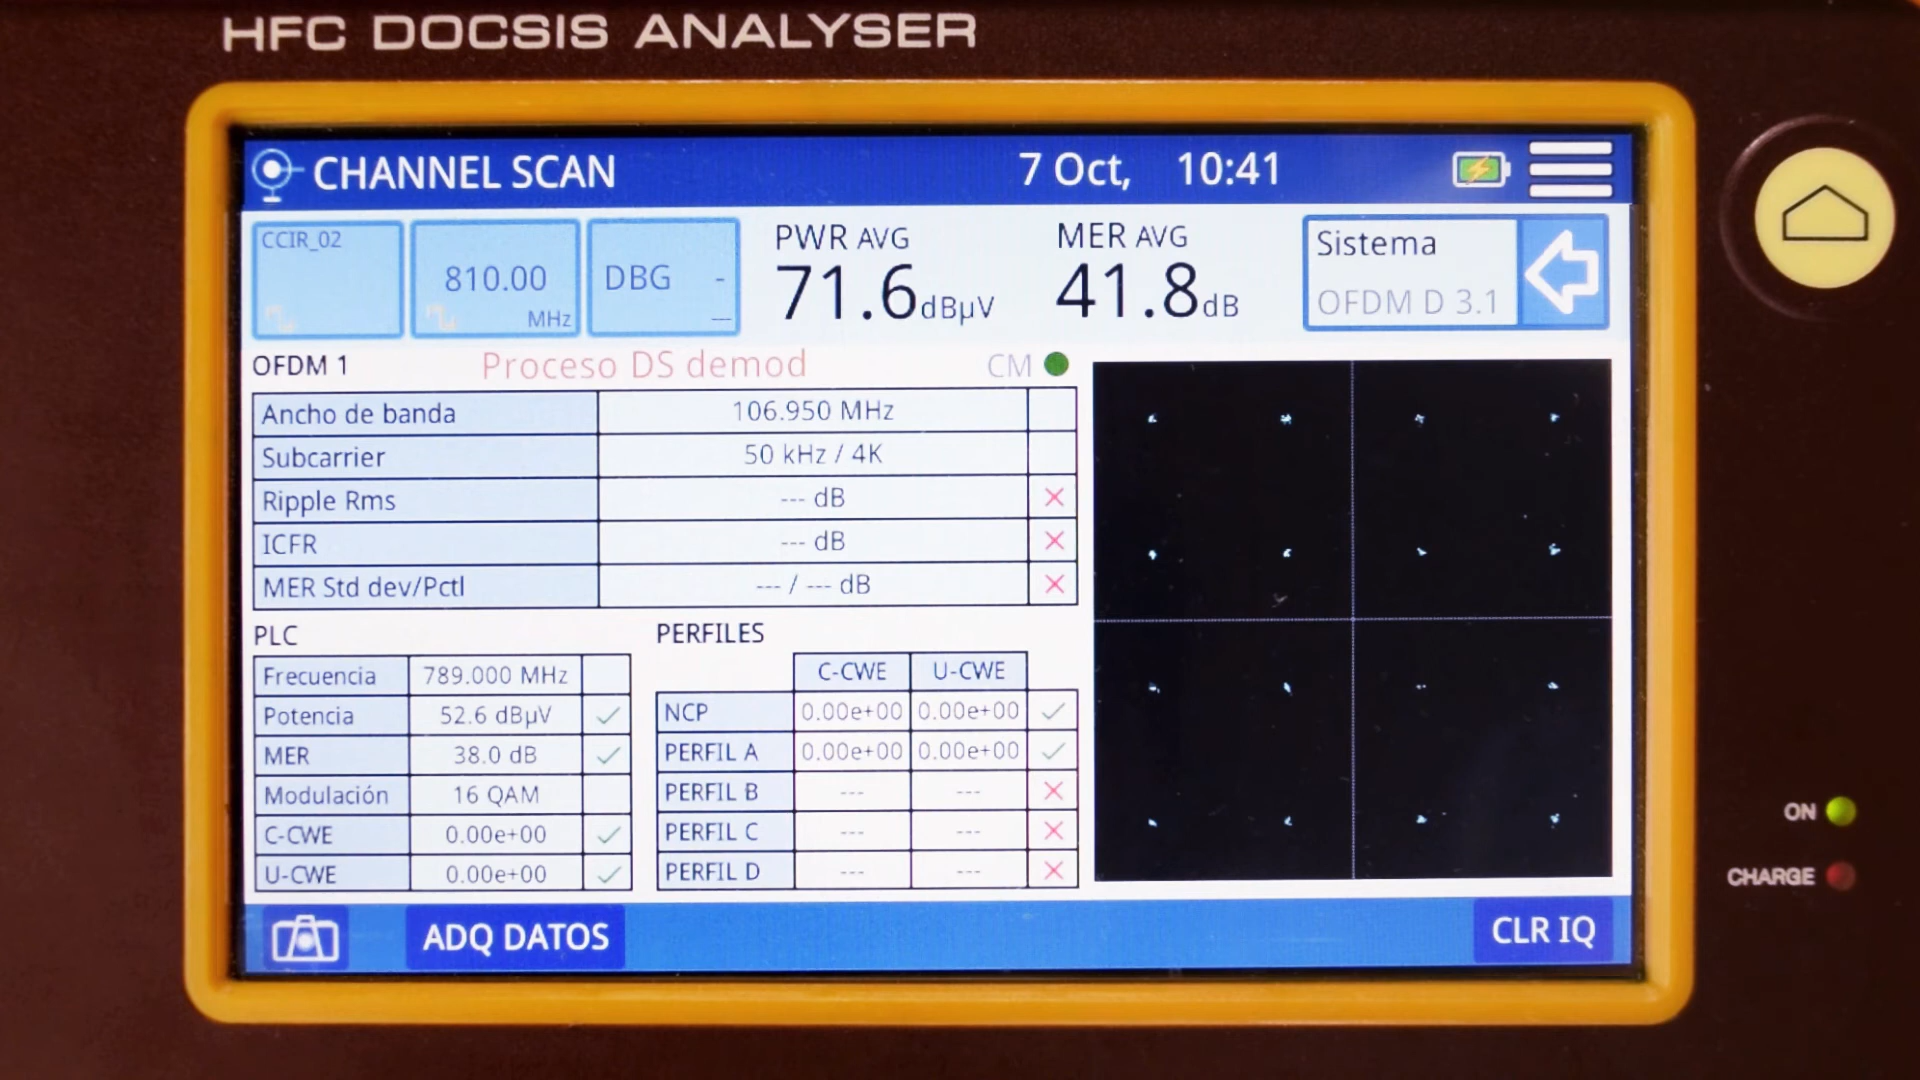 HFC DOCSIS ANALYSER
CHANNEL SCAN 7 Oct, 10:41
CCIR_02
810.00
MHz
DBG -
PWR AVG
71.6 dBµV
MER AVG
41.8 dB
Sistema
OFDM D 3.1
OFDM 1 Proceso DS demod CM
Ancho de banda 106.950 MHz
Subcarrier 50 kHz / 4K
Ripple Rms --- dB
ICFR --- dB
MER Std dev/Pctl --- / --- dB
PLC
Frecuencia 789.000 MHz
Potencia 52.6 dBµV
MER 38.0 dB
Modulación 16 QAM
C-CWE 0.00e+00
U-CWE 0.00e+00
PERFILES
C-CWE U-CWE
NCP 0.00e+00 0.00e+00
PERFIL A 0.00e+00 0.00e+00
PERFIL B --- ---
PERFIL C --- ---
PERFIL D --- ---
ADQ DATOS
CLR IQ
ON
CHARGE